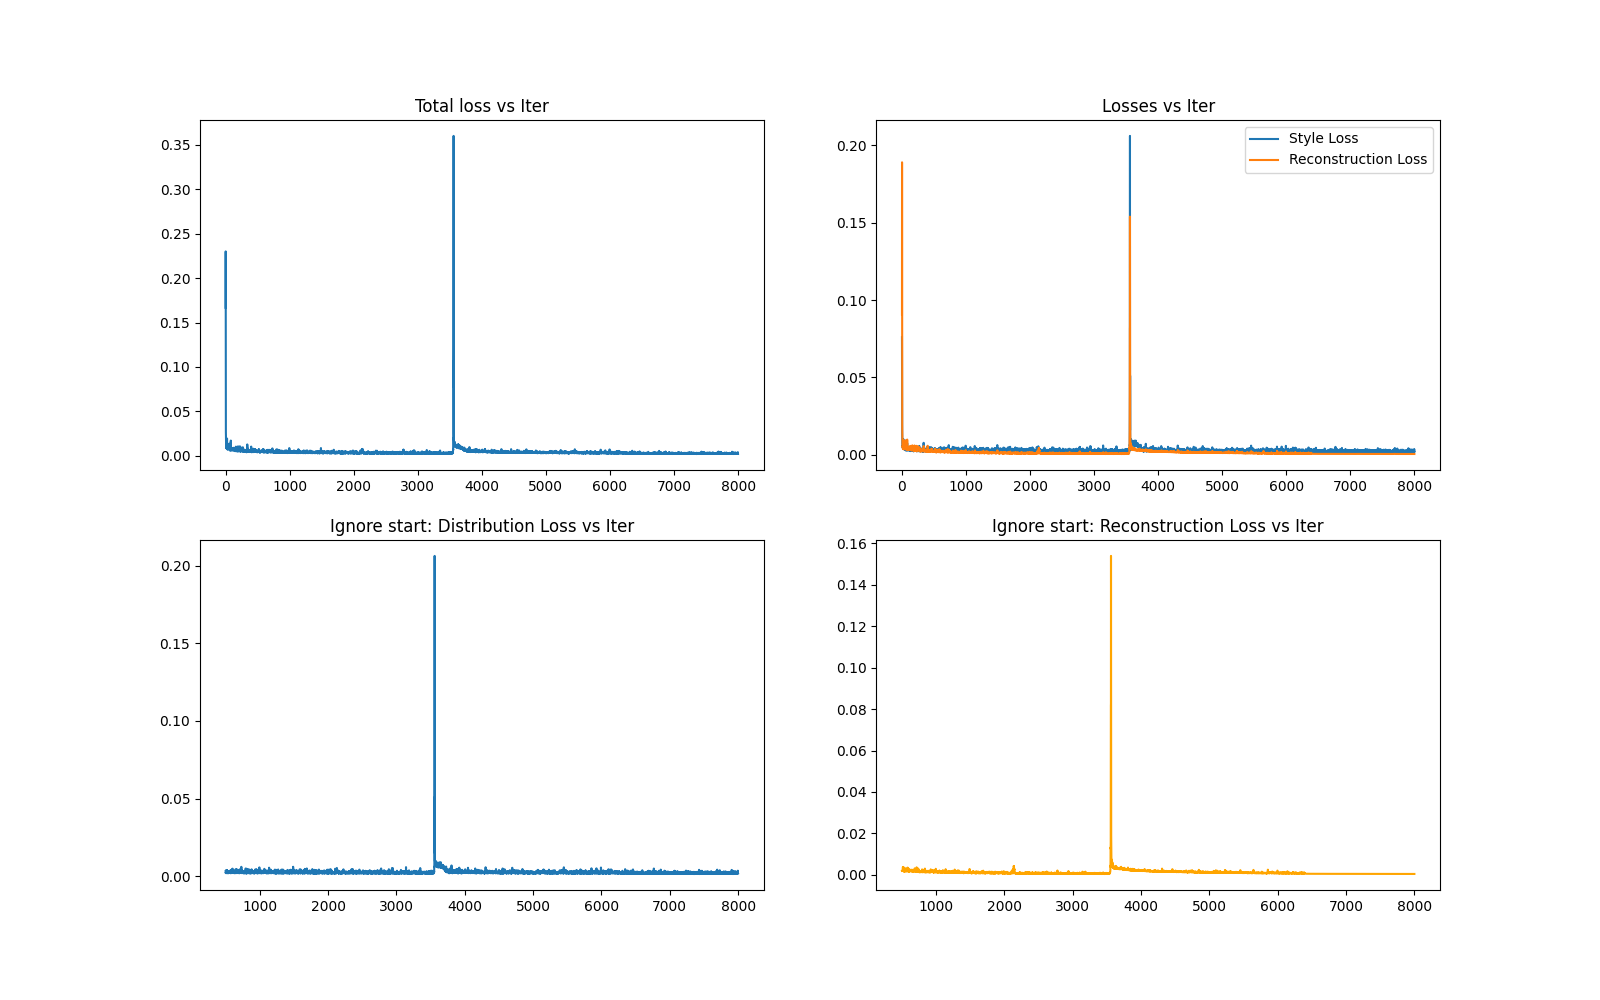 Total loss vs Iter
0.35
0.30
0.25
0.20
0.15
0.10
0.05
0.00
0 1000 2000 3000 4000 5000 6000 7000 8000
Losses vs Iter
Style Loss
Reconstruction Loss
0.20
0.15
0.10
0.05
0.00
0 1000 2000 3000 4000 5000 6000 7000 8000
Ignore start: Distribution Loss vs Iter
0.20
0.15
0.10
0.05
0.00
1000 2000 3000 4000 5000 6000 7000 8000
Ignore start: Reconstruction Loss vs Iter
0.16
0.14
0.12
0.10
0.08
0.06
0.04
0.02
0.00
1000 2000 3000 4000 5000 6000 7000 8000